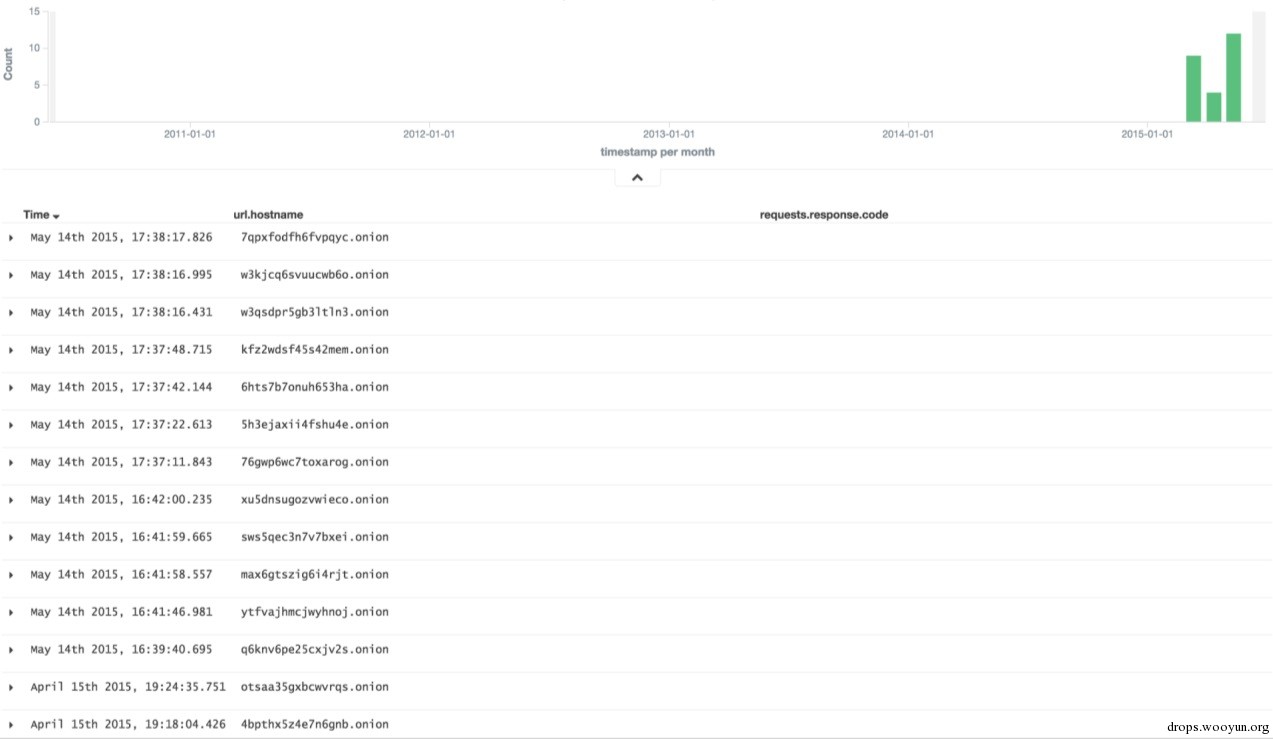 15
10
5
0
Count
2011-01-01 2012-01-01 2013-01-01 2014-01-01 2015-01-01
timestamp per month
Time url.hostname requests.response.code
May 14th 2015, 17:38:17.826 7qpxfodfh6fvpqyc.onion
May 14th 2015, 17:38:16.995 w3kjcq6svuucwb6o.onion
May 14th 2015, 17:38:16.431 w3qsdpr5gb3ltln3.onion
May 14th 2015, 17:37:48.715 kfz2wdsf45s42mem.onion
May 14th 2015, 17:37:42.144 6hts7b7onuh653ha.onion
May 14th 2015, 17:37:22.613 5h3ejaxii4fshu4e.onion
May 14th 2015, 17:37:11.843 76gwp6wc7toxarog.onion
May 14th 2015, 16:42:00.235 xu5dnsugozvwieco.onion
May 14th 2015, 16:41:59.665 sws5qec3n7v7bxei.onion
May 14th 2015, 16:41:58.557 max6gtszig6i4rjt.onion
May 14th 2015, 16:41:46.981 ytfvajhmcjwyhnoj.onion
May 14th 2015, 16:39:40.695 q6knv6pe25cxjv2s.onion
April 15th 2015, 19:24:35.751 otsaa35gxbcwvrqs.onion
April 15th 2015, 19:18:04.426 4bpthx5z4e7n6gnb.onion
drops.wooyun.org